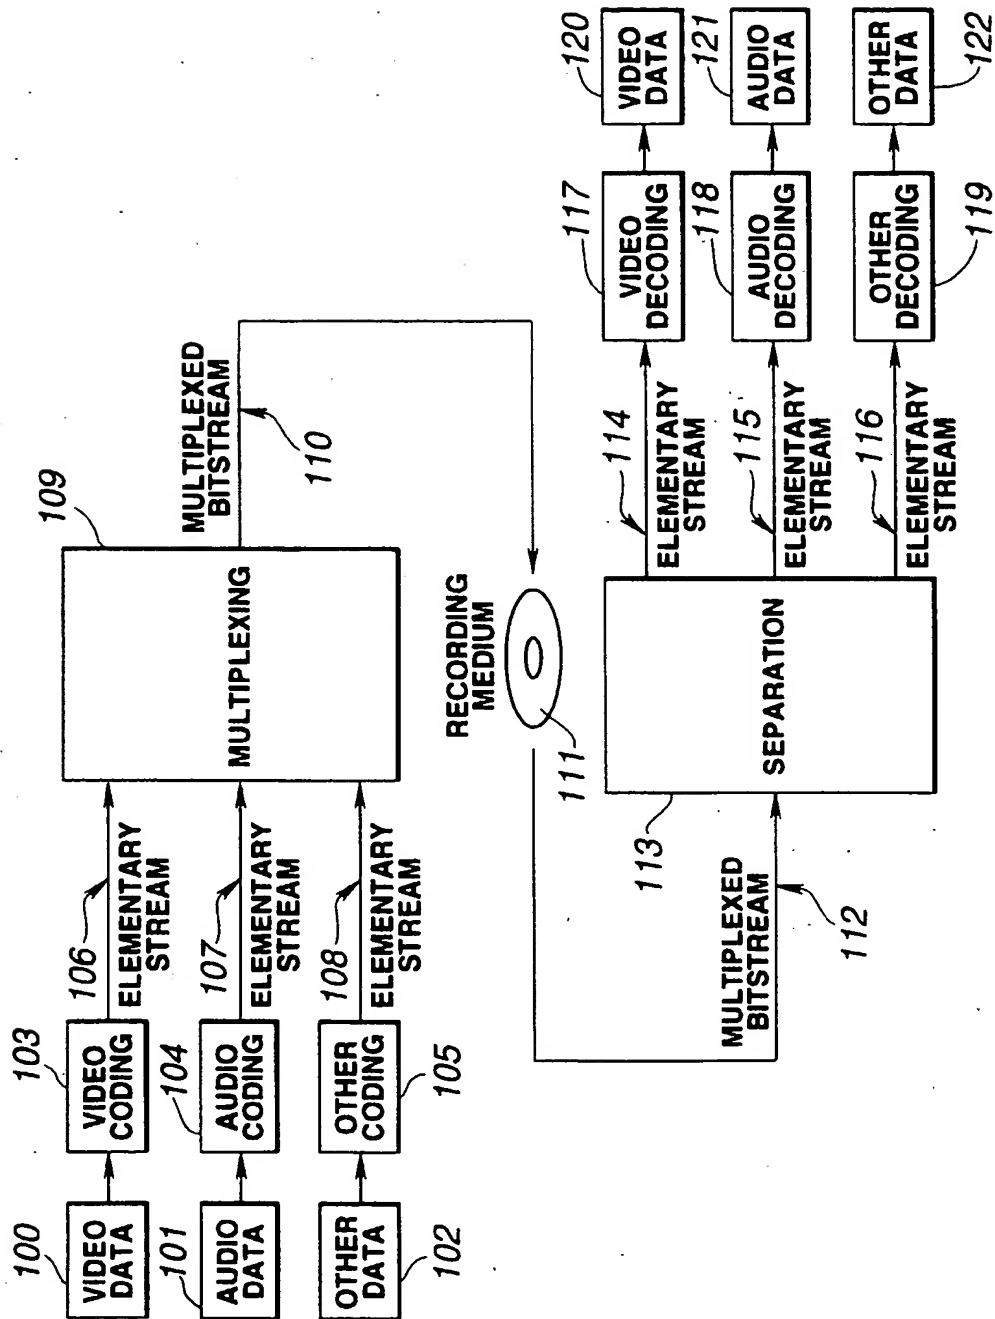 100
VIDEO
DATA
103
VIDEO
CODING
106
ELEMENTARY
STREAM
101
AUDIO
DATA
104
AUDIO
CODING
107
ELEMENTARY
STREAM
102
OTHER
DATA
105
OTHER
CODING
108
ELEMENTARY
STREAM
109
MULTIPLEXING
MULTIPLEXED
BITSTREAM
110
RECORDING
MEDIUM
111
MULTIPLEXED
BITSTREAM
112
113
SEPARATION
114
ELEMENTARY
STREAM
117
VIDEO
DECODING
120
VIDEO
DATA
115
ELEMENTARY
STREAM
118
AUDIO
DECODING
121
AUDIO
DATA
116
ELEMENTARY
STREAM
119
OTHER
DECODING
122
OTHER
DATA